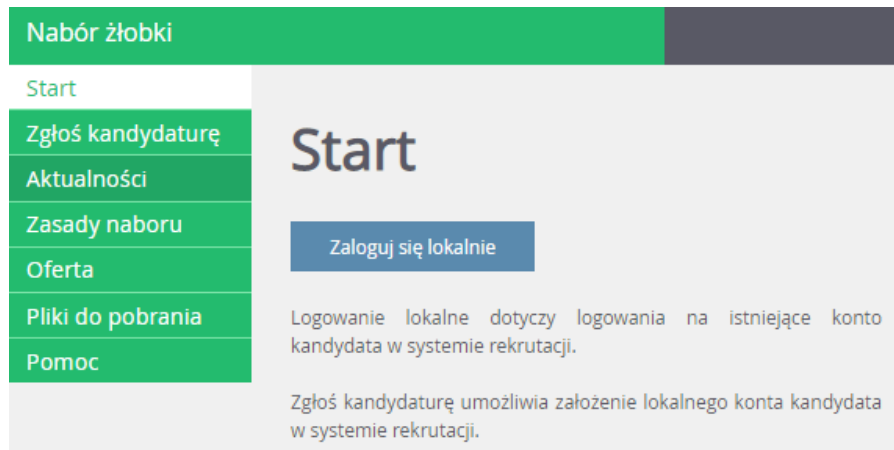 Nabór żłobki
Start
Zgłoś kandydaturę
Aktualności
Zasady naboru
Oferta
Pliki do pobrania
Pomoc
Start
Zaloguj się lokalnie
Logowanie lokalne dotyczy logowania na istniejące konto
kandydata w systemie rekrutacji.
Zgłoś kandydaturę umożliwia założenie lokalnego konta kandydata
w systemie rekrutacji.